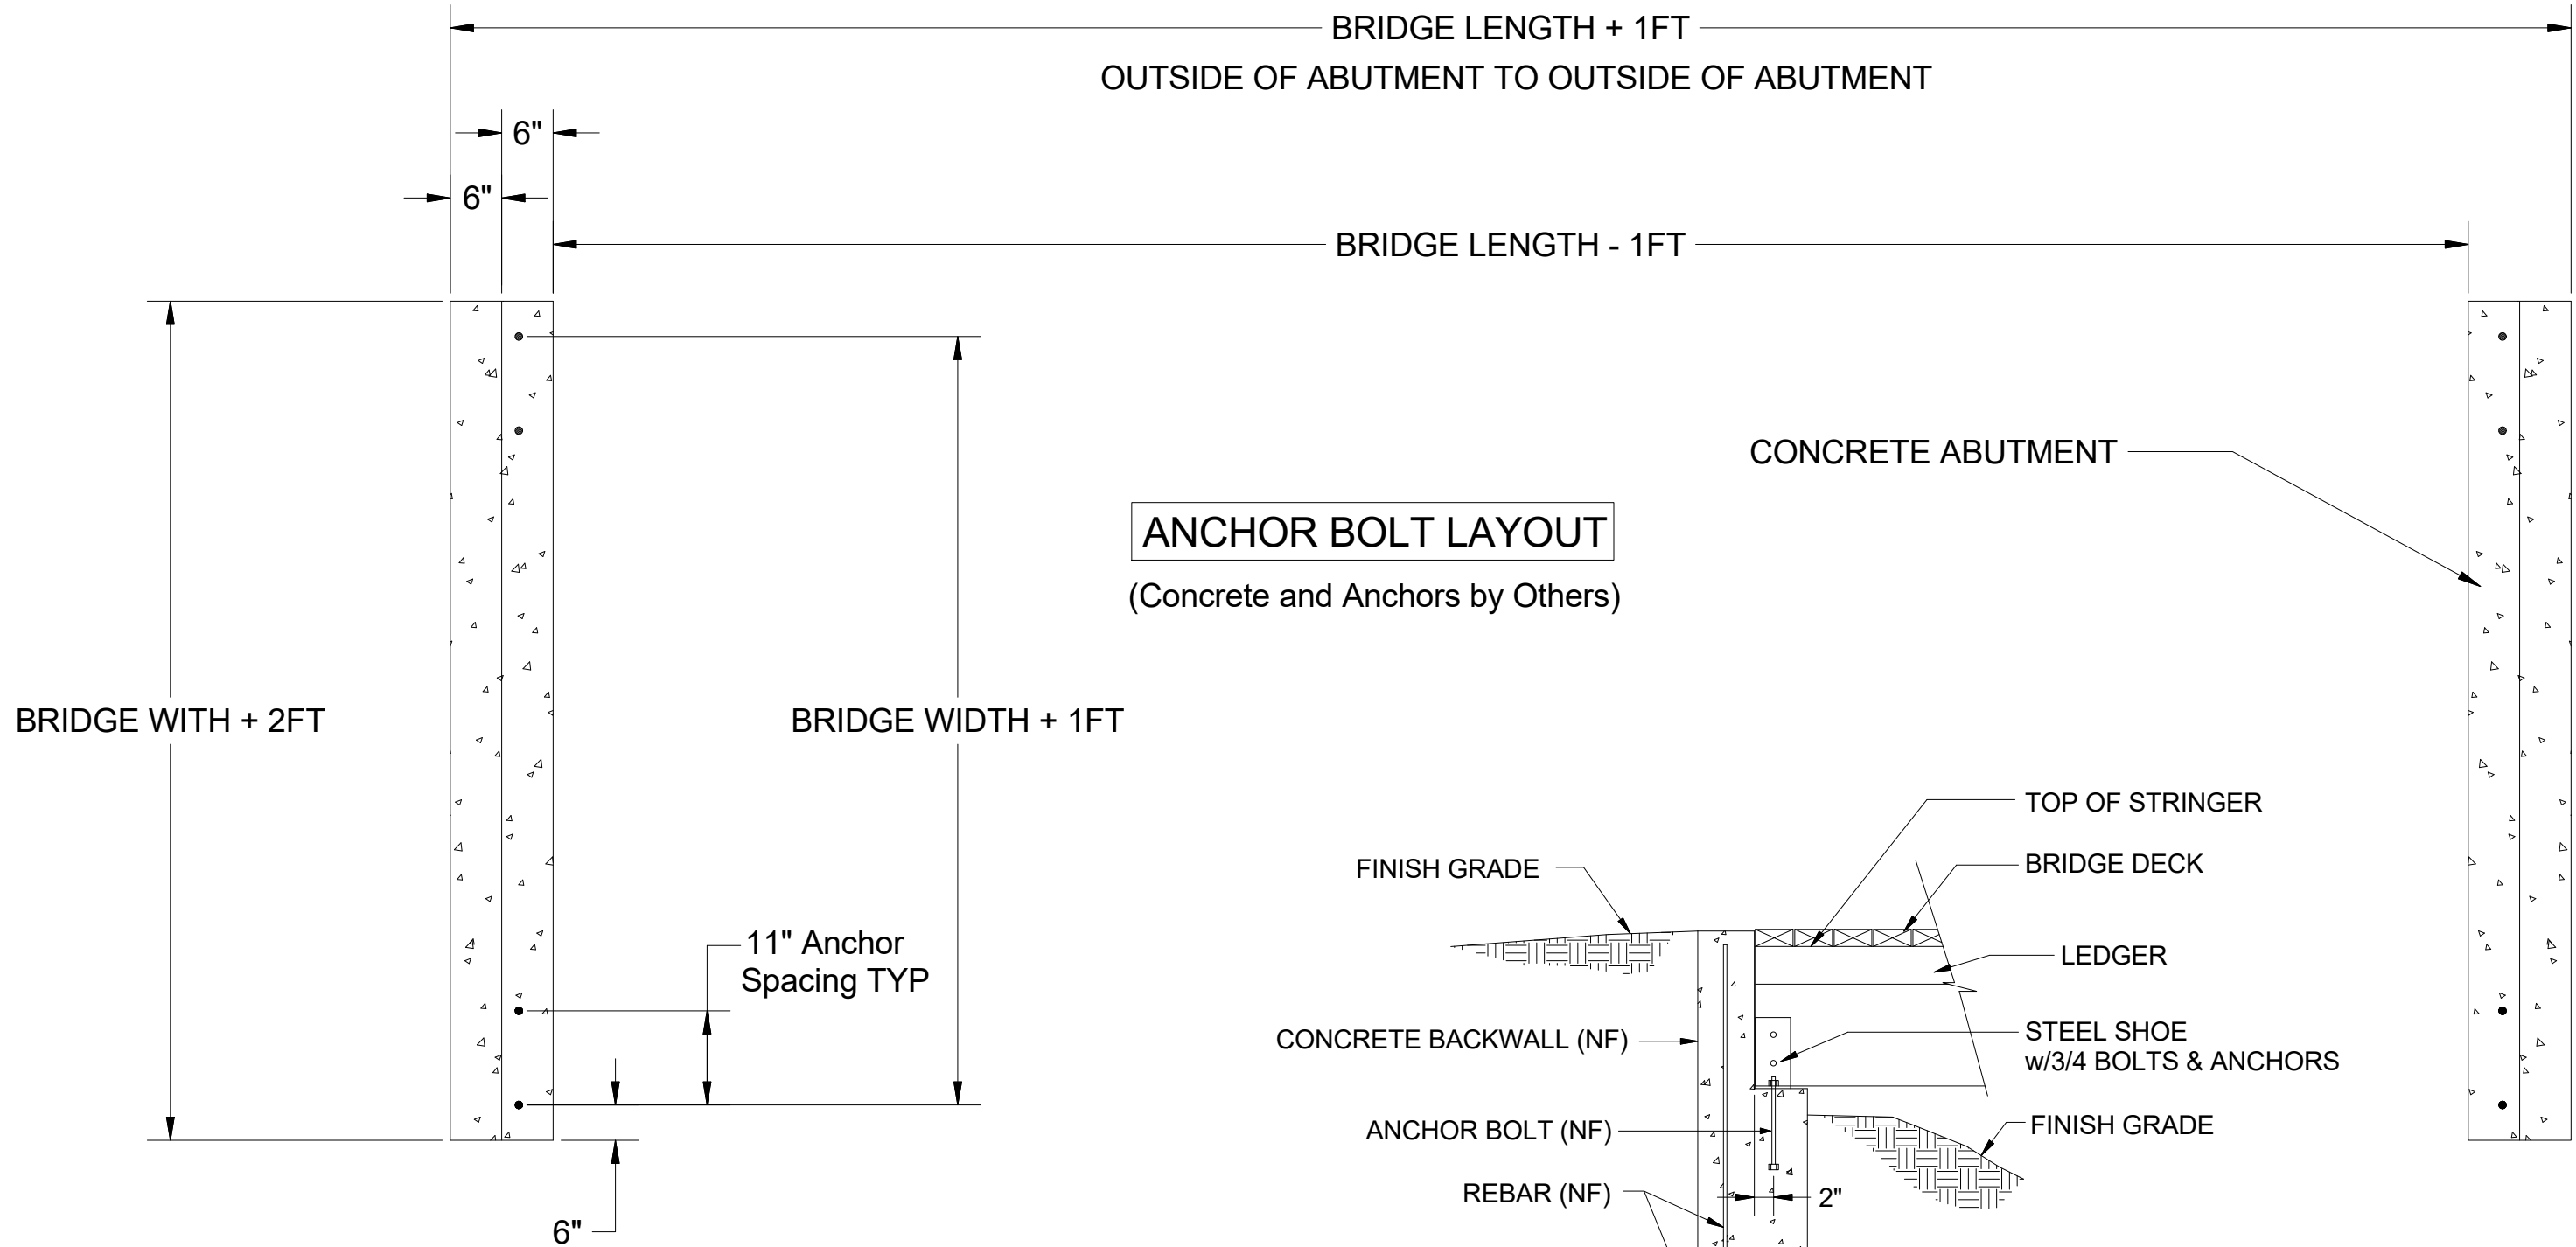 BRIDGE LENGTH + 1FT
OUTSIDE OF ABUTMENT TO OUTSIDE OF ABUTMENT
6"
6"
BRIDGE LENGTH - 1FT
CONCRETE ABUTMENT
ANCHOR BOLT LAYOUT
(Concrete and Anchors by Others)
BRIDGE WITH + 2FT
BRIDGE WIDTH + 1FT
11" Anchor
Spacing TYP
6"
TOP OF STRINGER
FINISH GRADE
BRIDGE DECK
LEDGER
CONCRETE BACKWALL (NF)
STEEL SHOE
w/3/4 BOLTS & ANCHORS
ANCHOR BOLT (NF)
FINISH GRADE
REBAR (NF)
2"